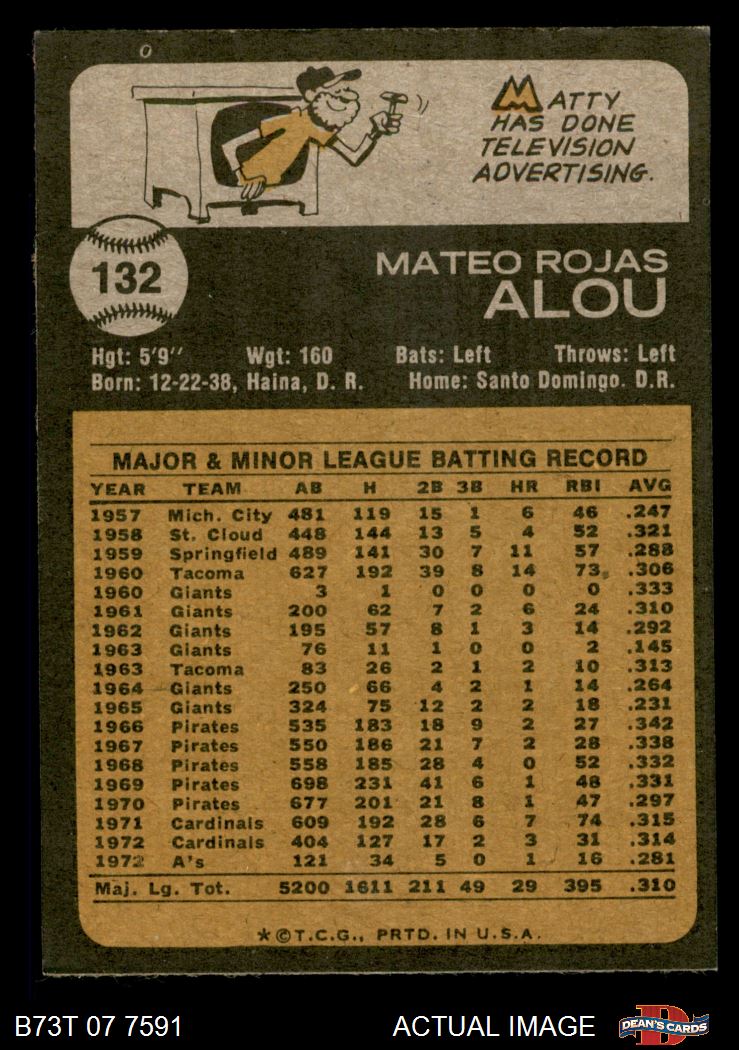 MATTY
HAS DONE
TELEVISION
ADVERTISING.
132
MATEO ROJAS
ALOU
Hgt: 5'9" Wgt: 160 Bats: Left Throws: Left
Born: 12-22-38, Haina, D. R. Home: Santo Domingo. D.R.
MAJOR & MINOR LEAGUE BATTING RECORD
YEAR TEAM AB H 2B 3B HR RBI AVG
1957 Mich. City 481 119 15 1 6 46 .247
1958 St. Cloud 448 144 13 5 4 52 .321
1959 Springfield 489 141 30 7 11 57 .288
1960 Tacoma 627 192 39 8 14 73 .306
1960 Giants 3 1 0 0 0 0 .333
1961 Giants 200 62 7 2 6 24 .310
1962 Giants 195 57 8 1 3 14 .292
1963 Giants 76 11 1 0 0 2 .145
1963 Tacoma 83 26 2 1 2 10 .313
1964 Giants 250 66 4 2 1 14 .264
1965 Giants 324 75 12 2 2 18 .231
1966 Pirates 535 183 18 9 2 27 .342
1967 Pirates 550 186 21 7 2 28 .338
1968 Pirates 558 185 28 4 0 52 .332
1969 Pirates 698 231 41 6 1 48 .331
1970 Pirates 677 201 21 8 1 47 .297
1971 Cardinals 609 192 28 6 7 74 .315
1972 Cardinals 404 127 17 2 3 31 .314
1972 A's 121 34 5 0 1 16 .281
Maj. Lg. Tot. 5200 1611 211 49 29 395 .310
*©T.C.G., PRTD. IN U.S.A.
B73T 07 7591 ACTUAL IMAGE DEAN'S CARDS